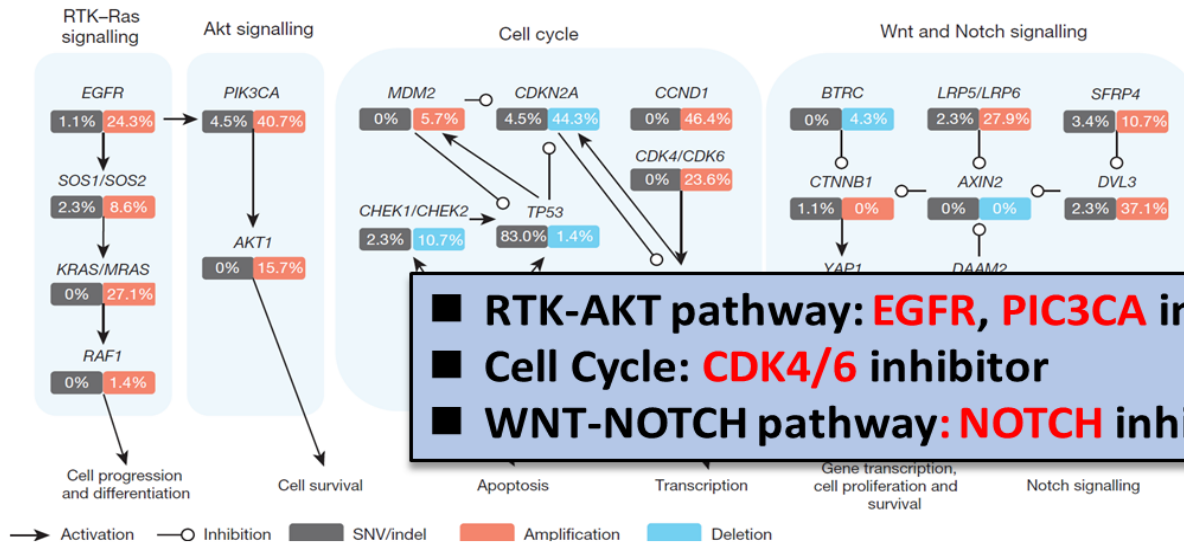 RTK–Ras
signalling
Akt signalling
Cell cycle
Wnt and Notch signalling
EGFR
1.1% 24.3%
SOS1/SOS2
2.3% 8.6%
KRAS/MRAS
0% 27.1%
RAF1
0% 1.4%
PIK3CA
4.5% 40.7%
AKT1
0% 15.7%
MDM2
0% 5.7%
CDKN2A
4.5% 44.3%
CCND1
0% 46.4%
CDK4/CDK6
0% 23.6%
CHEK1/CHEK2
2.3% 10.7%
TP53
83.0% 1.4%
BTRC
0% 4.3%
LRP5/LRP6
2.3% 27.9%
SFRP4
3.4% 10.7%
CTNNB1
1.1% 0%
AXIN2
0% 0%
DVL3
2.3% 37.1%
YAP1
DAAM2
■ RTK-AKT pathway: EGFR, PIC3CA in
■ Cell Cycle: CDK4/6 inhibitor
■ WNT-NOTCH pathway: NOTCH inhi
Cell progression
and differentiation
Cell survival
Apoptosis
Transcription
Gene transcription,
cell proliferation and
survival
Notch signalling
Activation
Inhibition
SNV/indel
Amplification
Deletion